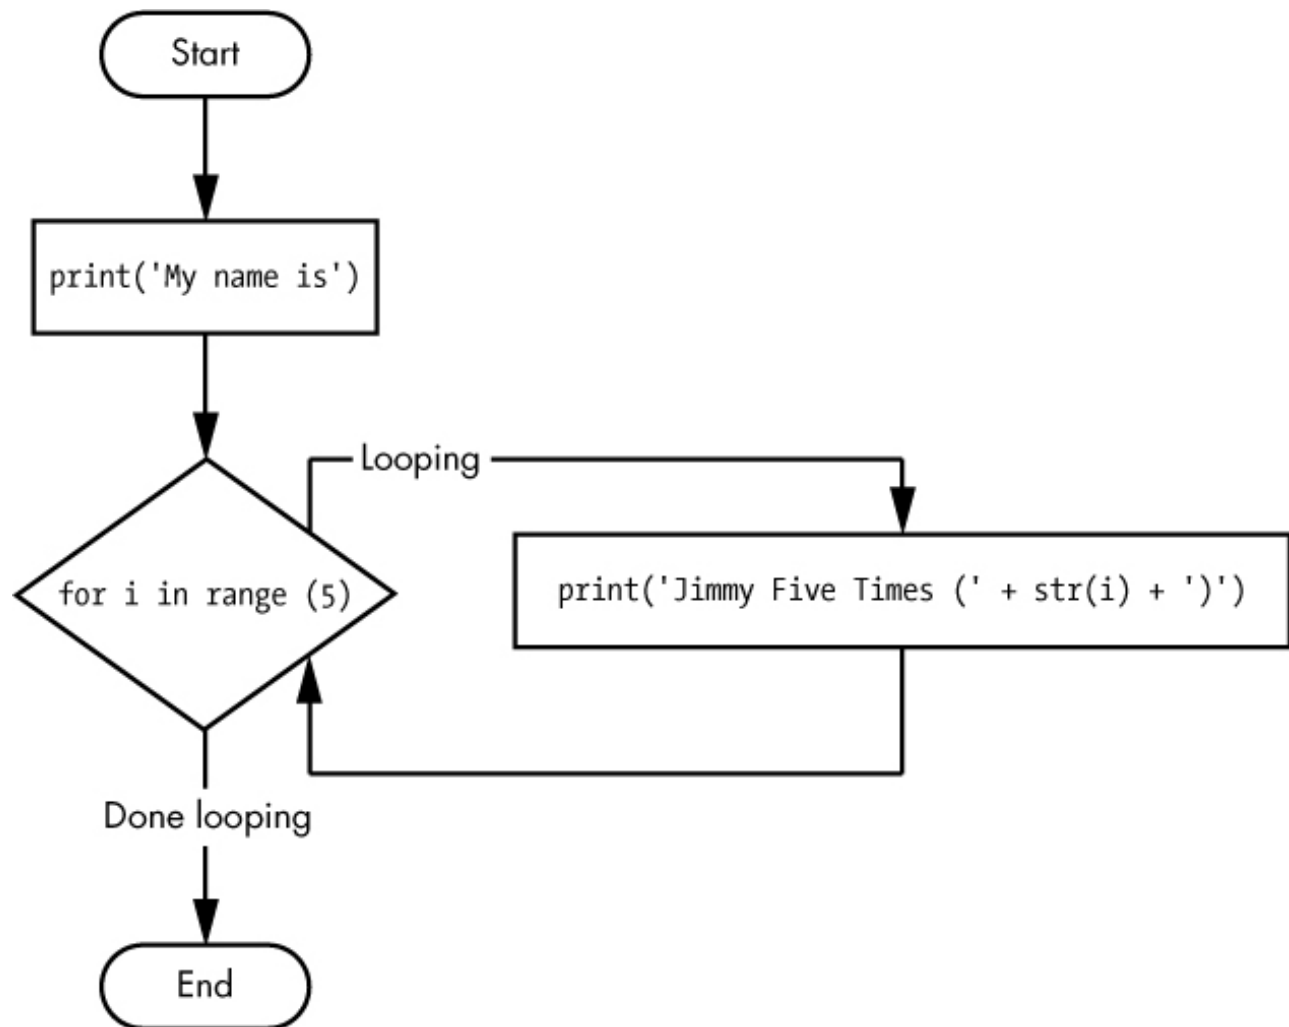 Start
print('My name is')
Looping
for i in range (5)
print('Jimmy Five Times (' + str(i) + ')')
Done looping
End